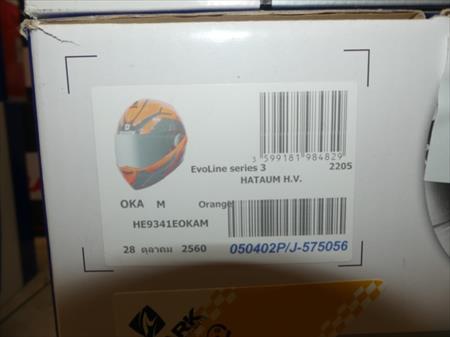 3 599181 984829
EvoLine series 3 2205
HATAUM H.V.
OKA M Orange
HE9341EOKAM
28 ตุลาคม 2560 050402P/J-575056
ARK